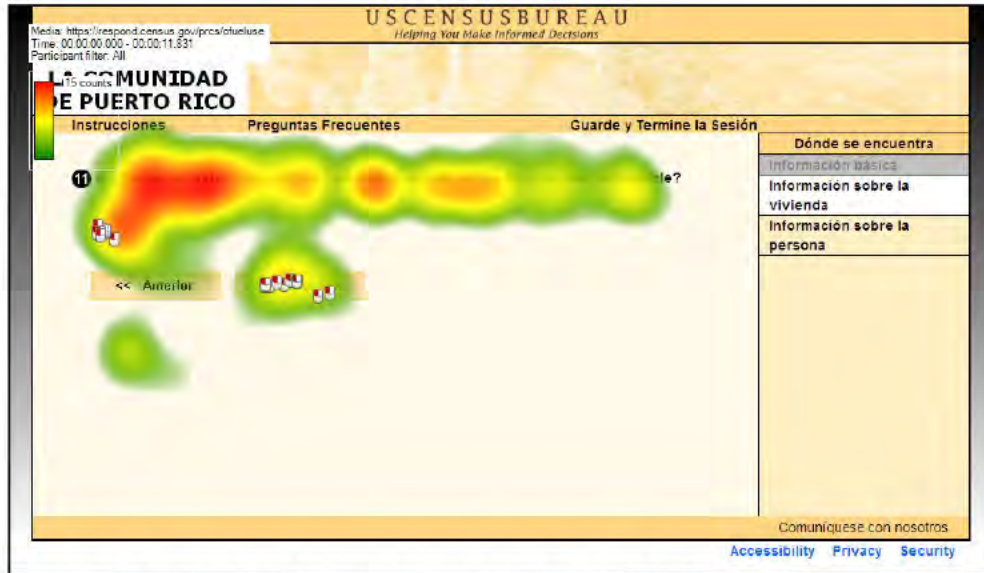 USCENSUSBUREAU
Helping You Make Informed Decisions
Media: https://respond.census.gov/prcs/ofueluse
Time: 00:00:00.000 - 00:00:11.831
Participant filter: All
15 counts
LA COMUNIDAD
DE PUERTO RICO
Instrucciones Preguntas Frecuentes Guarde y Termine la Sesión
Dónde se encuentra
Información básica
Información sobre la
vivienda
Información sobre la
persona
11
<< Anterior
Comuníquese con nosotros
Accessibility Privacy Security